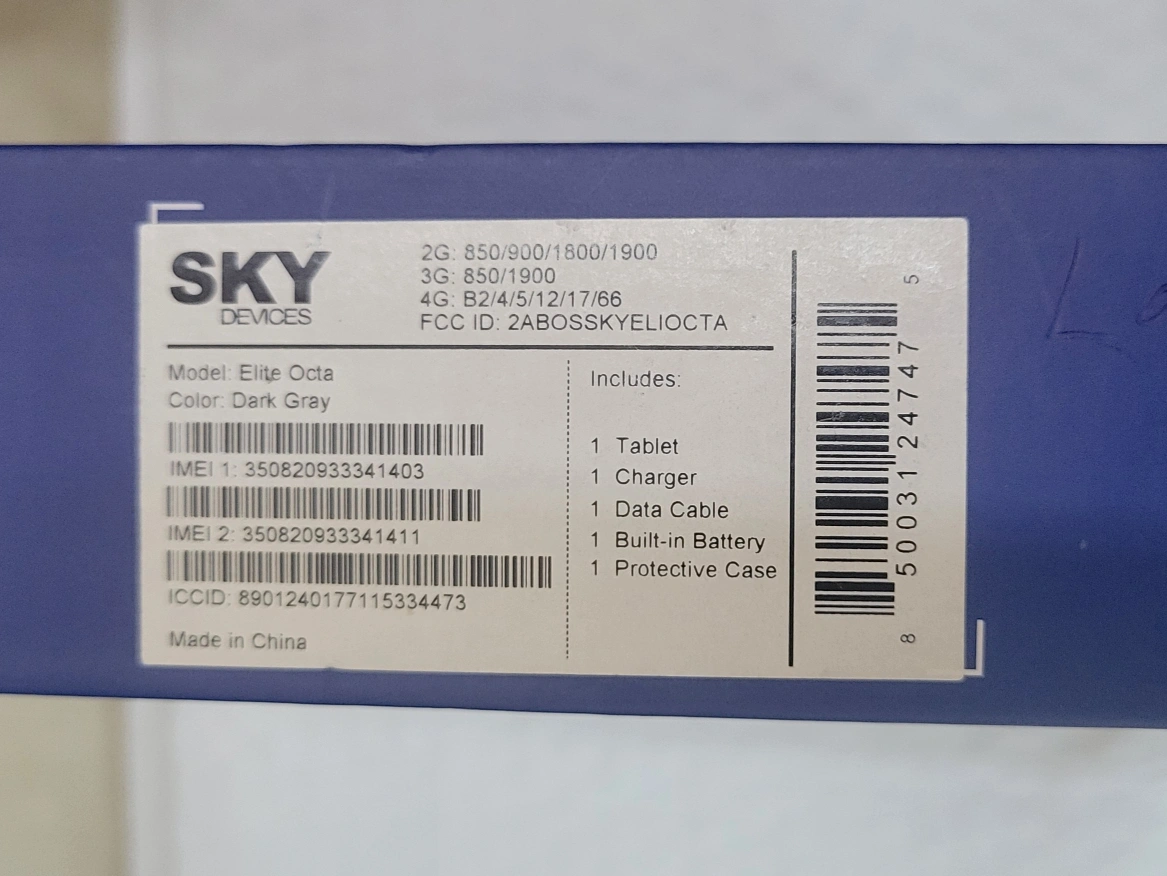 SKY
DEVICES
2G: 850/900/1800/1900
3G: 850/1900
4G: B2/4/5/12/17/66
FCC ID: 2ABOSSKYELIOCTA
Model: Elite Octa
Color: Dark Gray
IMEI 1: 350820933341403
IMEI 2: 350820933341411
ICCID: 8901240177115334473
Made in China
Includes:
1 Tablet
1 Charger
1 Data Cable
1 Built-in Battery
1 Protective Case
8 50031 24747 5